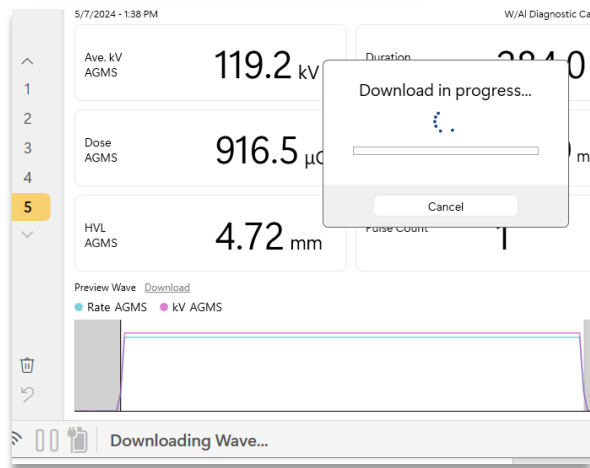 5/7/2024 - 1:38 PM
W/Al Diagnostic Ca
Ave. kV
AGMS
119.2 kV
Duration
Download in progress...
Cancel
1
2
3
4
5
Dose
AGMS
916.5
m
HVL
AGMS
4.72 mm
Pulse Count
1
Preview Wave Download
Rate AGMS kV AGMS
Downloading Wave...